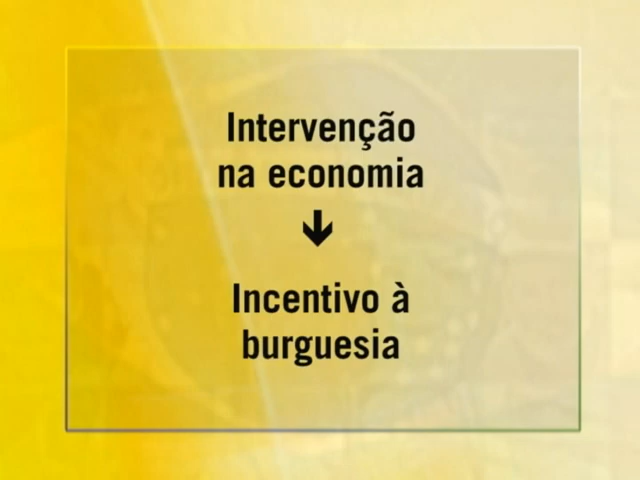 Intervenção
na economia
↓
Incentivo à
burguesia